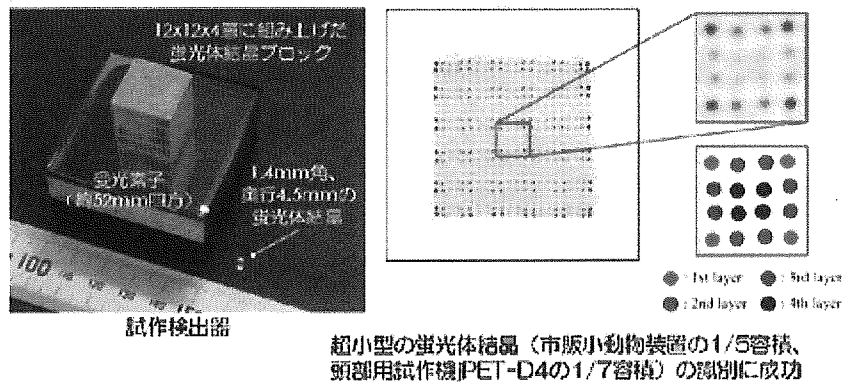 12x12x4層に組み上げた
蛍光体結晶ブロック
受光素子
(約52mm四方)
1.4mm角、
奥行4.5mmの
蛍光体結晶
100
試作検出器
: 1st layer
: 3rd layer
: 2nd layer
: 4th layer
超小型の蛍光体結晶（市販小動物装置の1/5容積、
頭部用試作機jPET-D4の1/7容積）の識別に成功